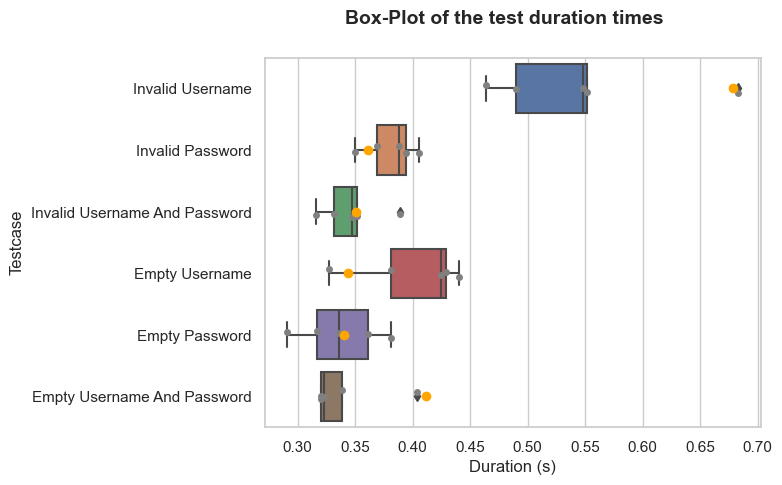 Box-Plot of the test duration times
Invalid Username
Invalid Password
Invalid Username And Password
Empty Username
Empty Password
Empty Username And Password
Testcase
0.30 0.35 0.40 0.45 0.50 0.55 0.60 0.65 0.70
Duration (s)